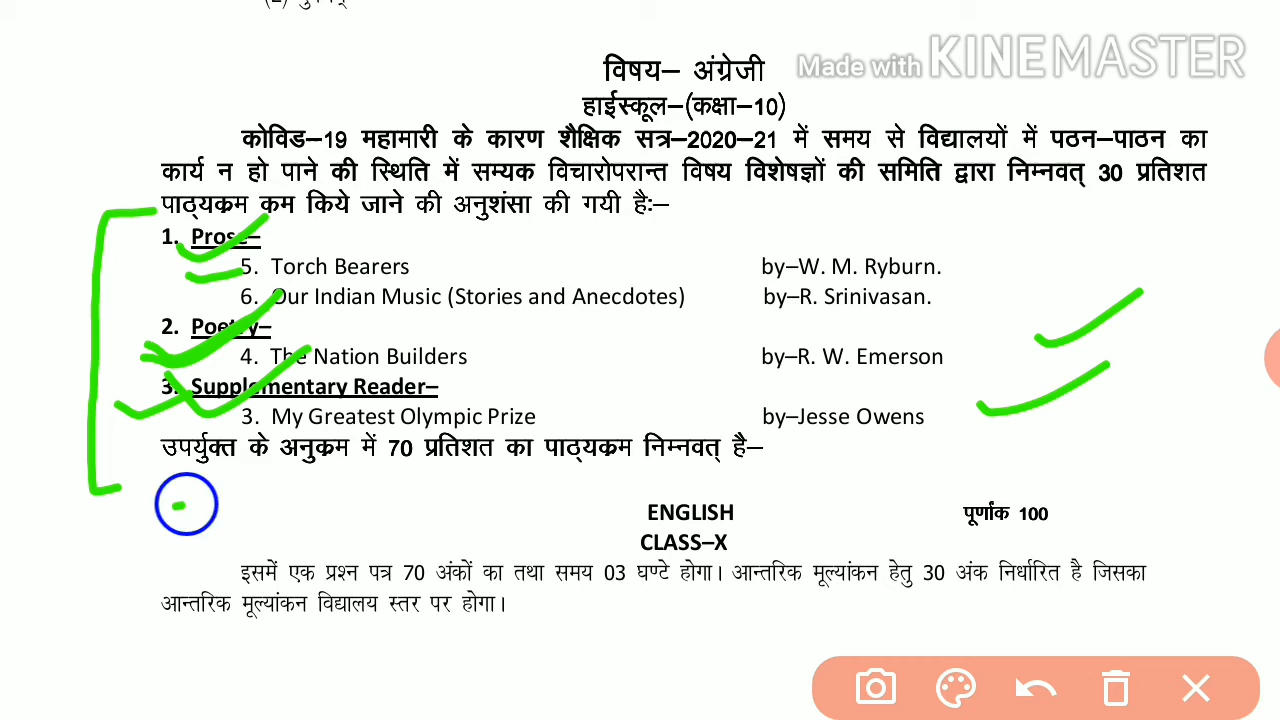 विषय– अंग्रेजी
Made with KINEMASTER
हाईस्कूल–(कक्षा–10)
कोविड–19 महामारी के कारण शैक्षिक सत्र–2020–21 में समय से विद्यालयों में पठन–पाठन का
कार्य न हो पाने की स्थिति में सम्यक विचारोपरान्त विषय विशेषज्ञों की समिति द्वारा निम्नवत् 30 प्रतिशत
पाठ्यक्रम कम किये जाने की अनुशंसा की गयी हैः–
1. Prose–
5. Torch Bearers by–W. M. Ryburn.
6. Our Indian Music (Stories and Anecdotes) by–R. Srinivasan.
2. Poetry–
4. The Nation Builders by–R. W. Emerson
3. Supplementary Reader–
3. My Greatest Olympic Prize by–Jesse Owens
उपर्युक्त के अनुक्रम में 70 प्रतिशत का पाठ्यक्रम निम्नवत् है–
ENGLISH पूर्णांक 100
CLASS–X
इसमें एक प्रश्न पत्र 70 अंकों का तथा समय 03 घण्टे होगा। आन्तरिक मूल्यांकन हेतु 30 अंक निर्धारित है जिसका
आन्तरिक मूल्यांकन विद्यालय स्तर पर होगा।